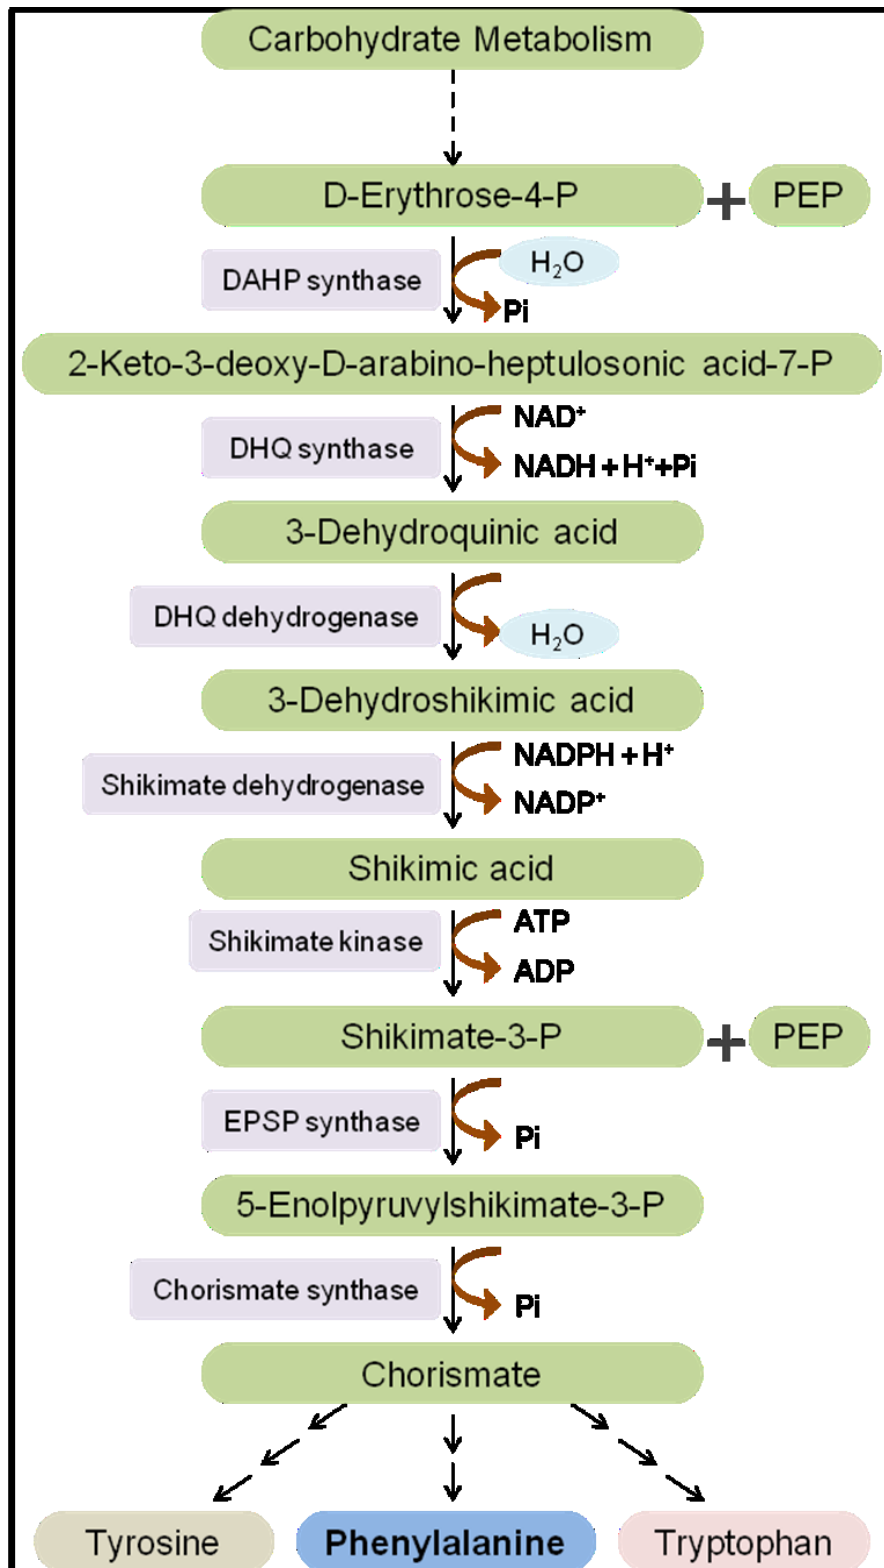 Carbohydrate Metabolism
D-Erythrose-4-P + PEP
DAHP synthase
H₂O
Pi
2-Keto-3-deoxy-D-arabino-heptulosonic acid-7-P
DHQ synthase
NAD⁺
NADH + H⁺+Pi
3-Dehydroquinic acid
DHQ dehydrogenase
H₂O
3-Dehydroshikimic acid
Shikimate dehydrogenase
NADPH + H⁺
NADP⁺
Shikimic acid
Shikimate kinase
ATP
ADP
Shikimate-3-P + PEP
EPSP synthase
Pi
5-Enolpyruvylshikimate-3-P
Chorismate synthase
Pi
Chorismate
Tyrosine Phenylalanine Tryptophan